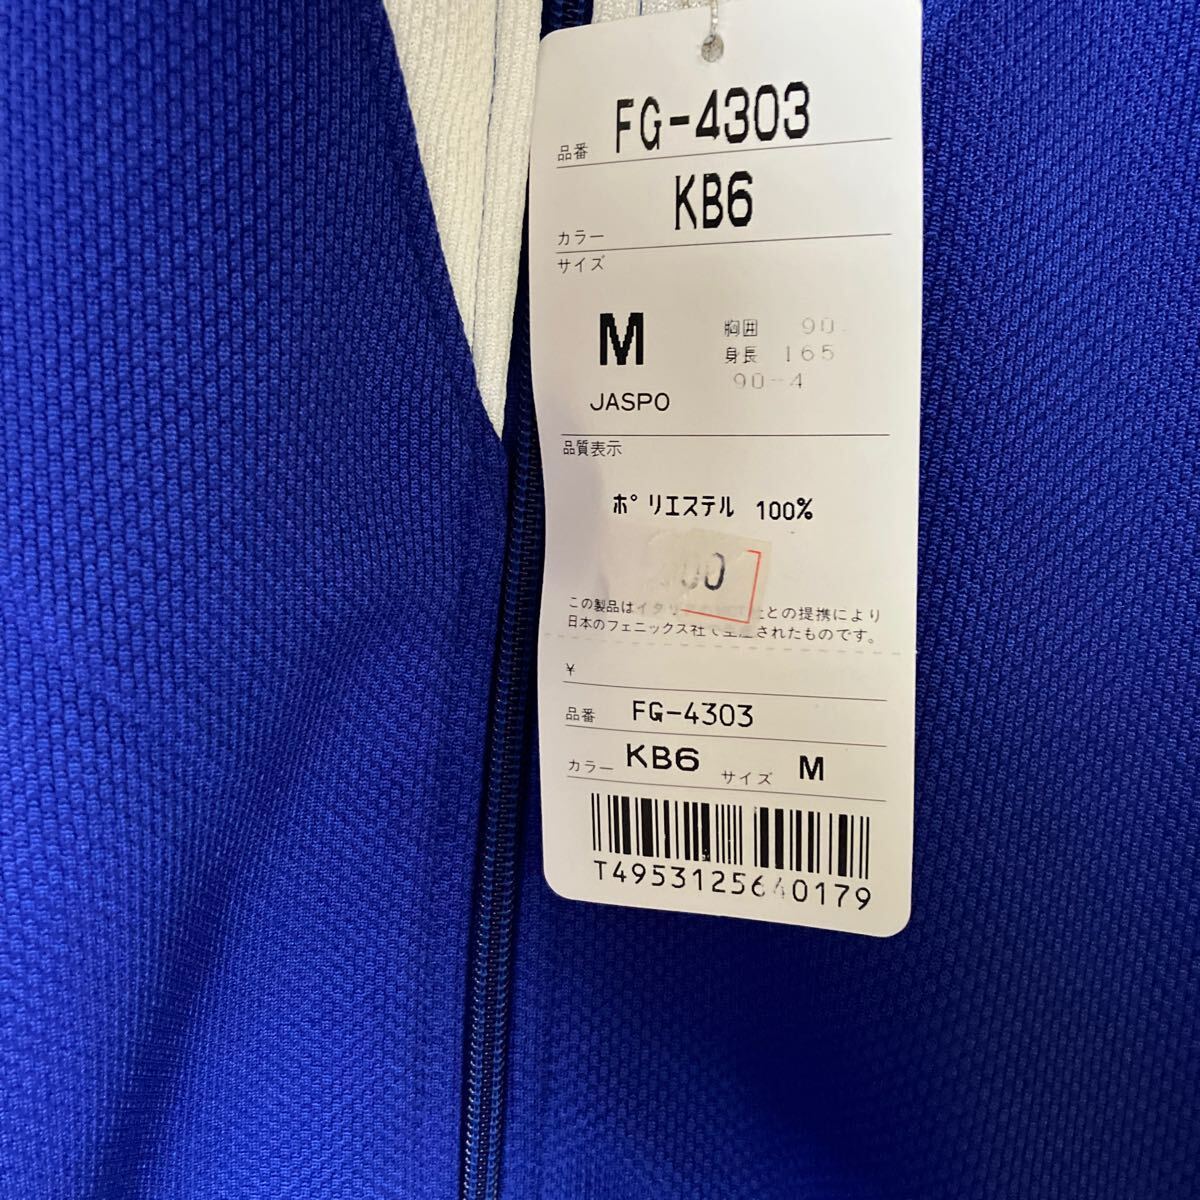 品番 FG-4303
カラー KB6
サイズ
M 胸囲 90
身長 165
90-4
JASPO
品質表示
ポリエステル 100%
00
この製品はイタリ との提携により
日本のフェニックス社で生産されたものです。
¥
品番 FG-4303
カラー KB6 サイズ M
T4953125640179